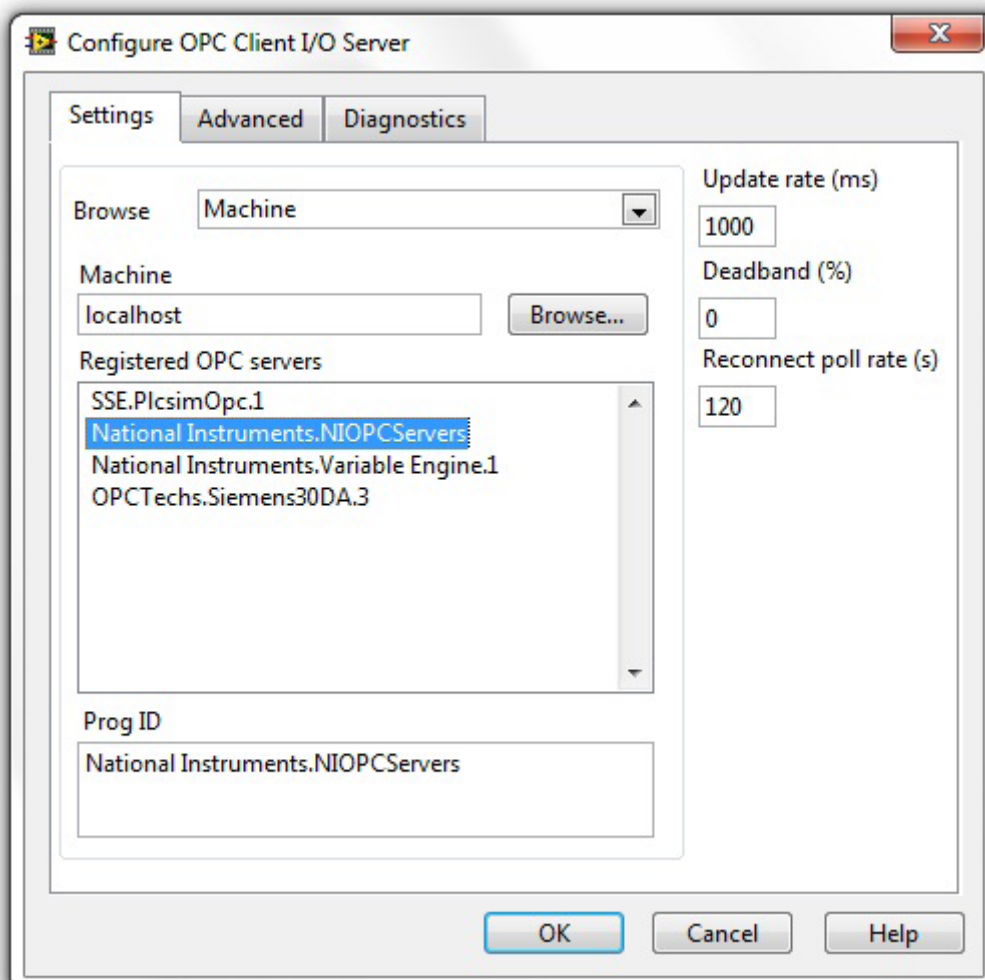 Configure OPC Client I/O Server
Settings
Advanced
Diagnostics
Browse
Machine
Machine
localhost
Browse...
Registered OPC servers
SSE.PlcsimOpc.1
National Instruments.NIOPCServers
National Instruments.Variable Engine.1
OPCTechs.Siemens30DA.3
Prog ID
National Instruments.NIOPCServers
Update rate (ms)
1000
Deadband (%)
0
Reconnect poll rate (s)
120
OK
Cancel
Help